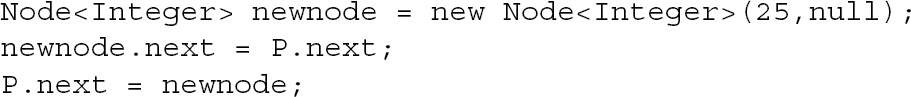 Node<Integer> newnode = new Node<Integer>(25,null);
newnode.next = P.next;
P.next = newnode;